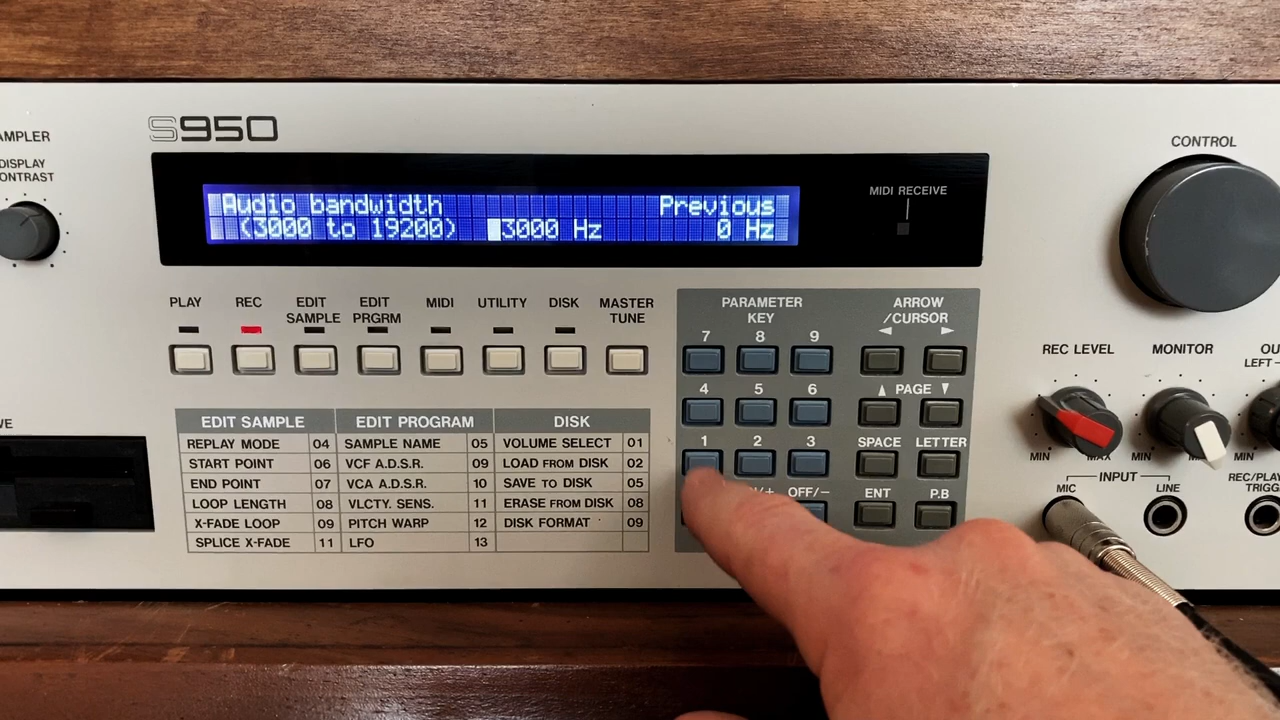 S950
AMPLER
DISPLAY
ONTRAST
Audio bandwidth Previous
(3000 to 19200) 3000 Hz 0 Hz
MIDI RECEIVE
CONTROL
PLAY
REC
EDIT
SAMPLE
EDIT
PRGRM
MIDI
UTILITY
DISK
MASTER
TUNE
PARAMETER
KEY
ARROW
/CURSOR
◀ ▶
7 8 9
4 5 6
▲ PAGE ▼
1 2 3
SPACE LETTER
/+ OFF/−
ENT P.B
REC LEVEL
MONITOR
OU
LEFT
MIN MAX
MIN
MIN
INPUT
MIC LINE
REC/PLAY
TRIGG
VE
EDIT SAMPLE EDIT PROGRAM DISK
REPLAY MODE 04 SAMPLE NAME 05 VOLUME SELECT 01
START POINT 06 VCF A.D.S.R. 09 LOAD FROM DISK 02
END POINT 07 VCA A.D.S.R. 10 SAVE TO DISK 05
LOOP LENGTH 08 VLCTY. SENS. 11 ERASE FROM DISK 08
X-FADE LOOP 09 PITCH WARP 12 DISK FORMAT 09
SPLICE X-FADE 11 LFO 13